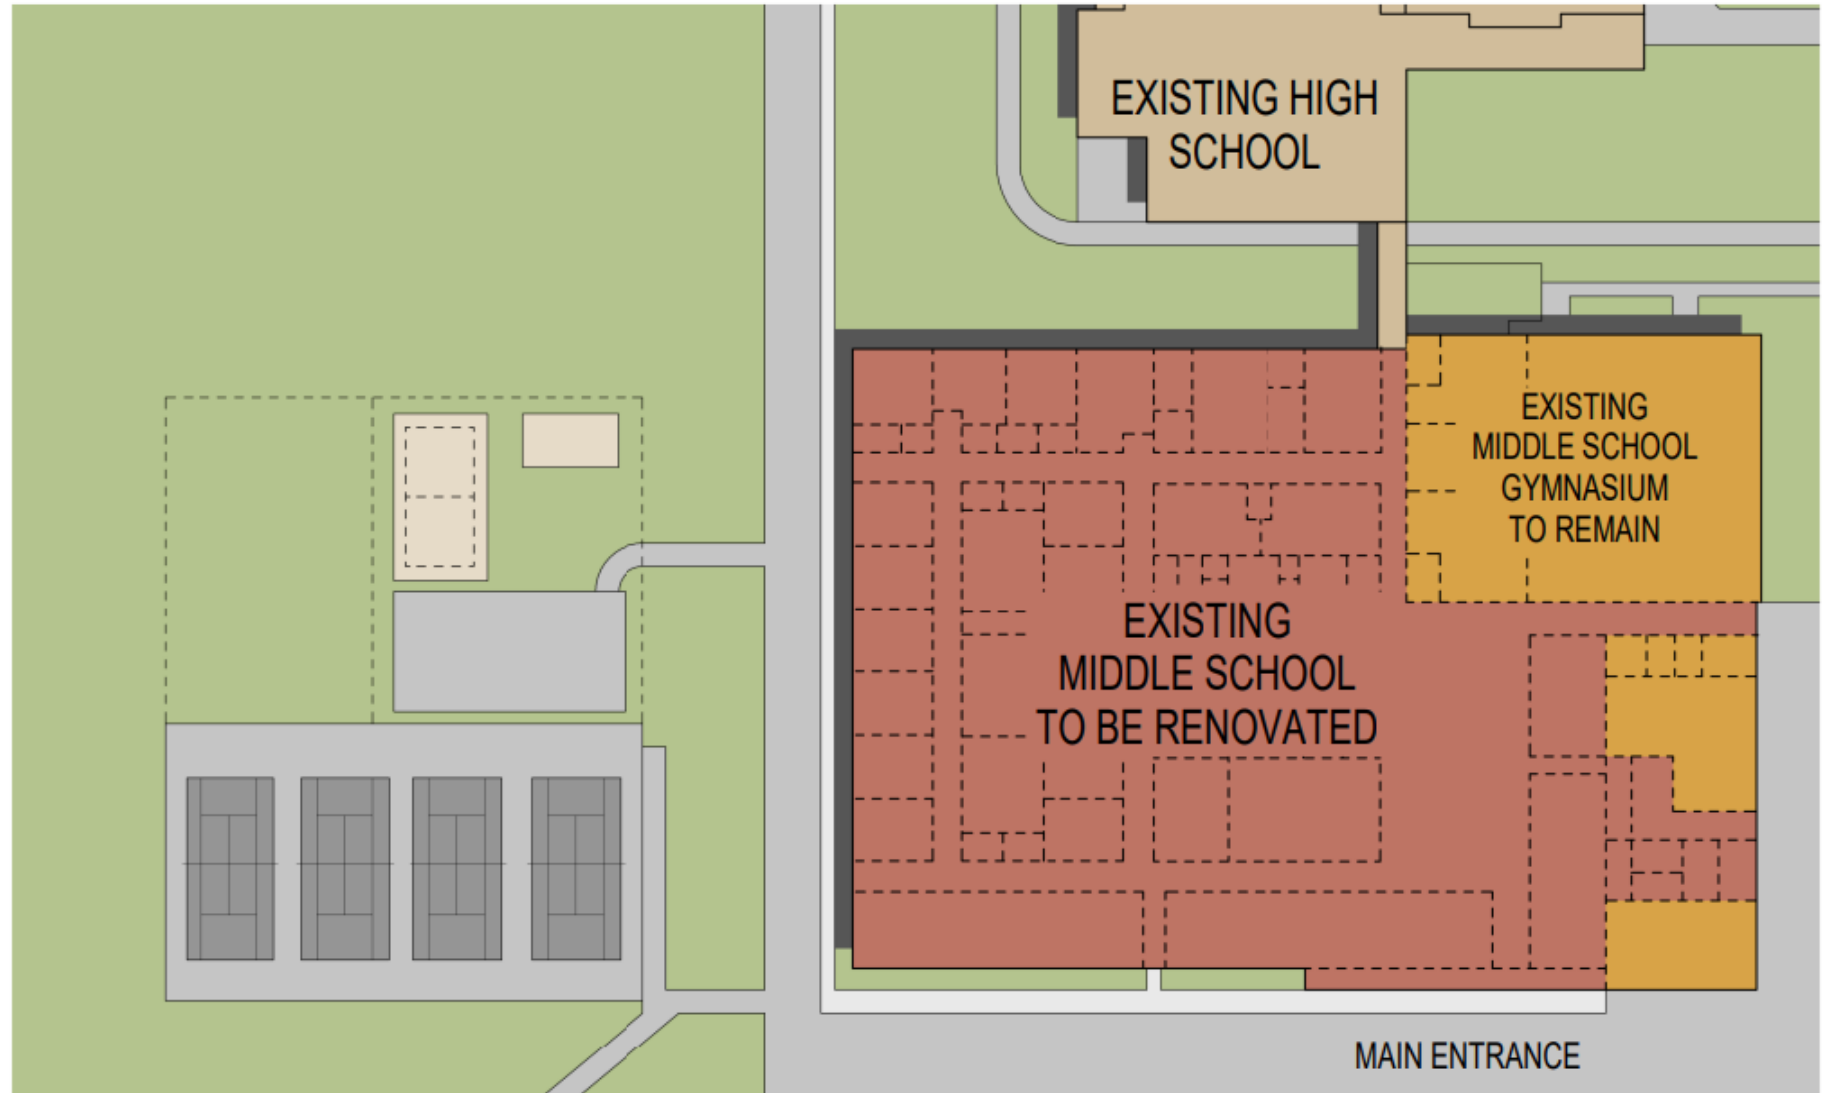 EXISTING HIGH
SCHOOL
EXISTING
MIDDLE SCHOOL
GYMNASIUM
TO REMAIN
EXISTING
MIDDLE SCHOOL
TO BE RENOVATED
MAIN ENTRANCE